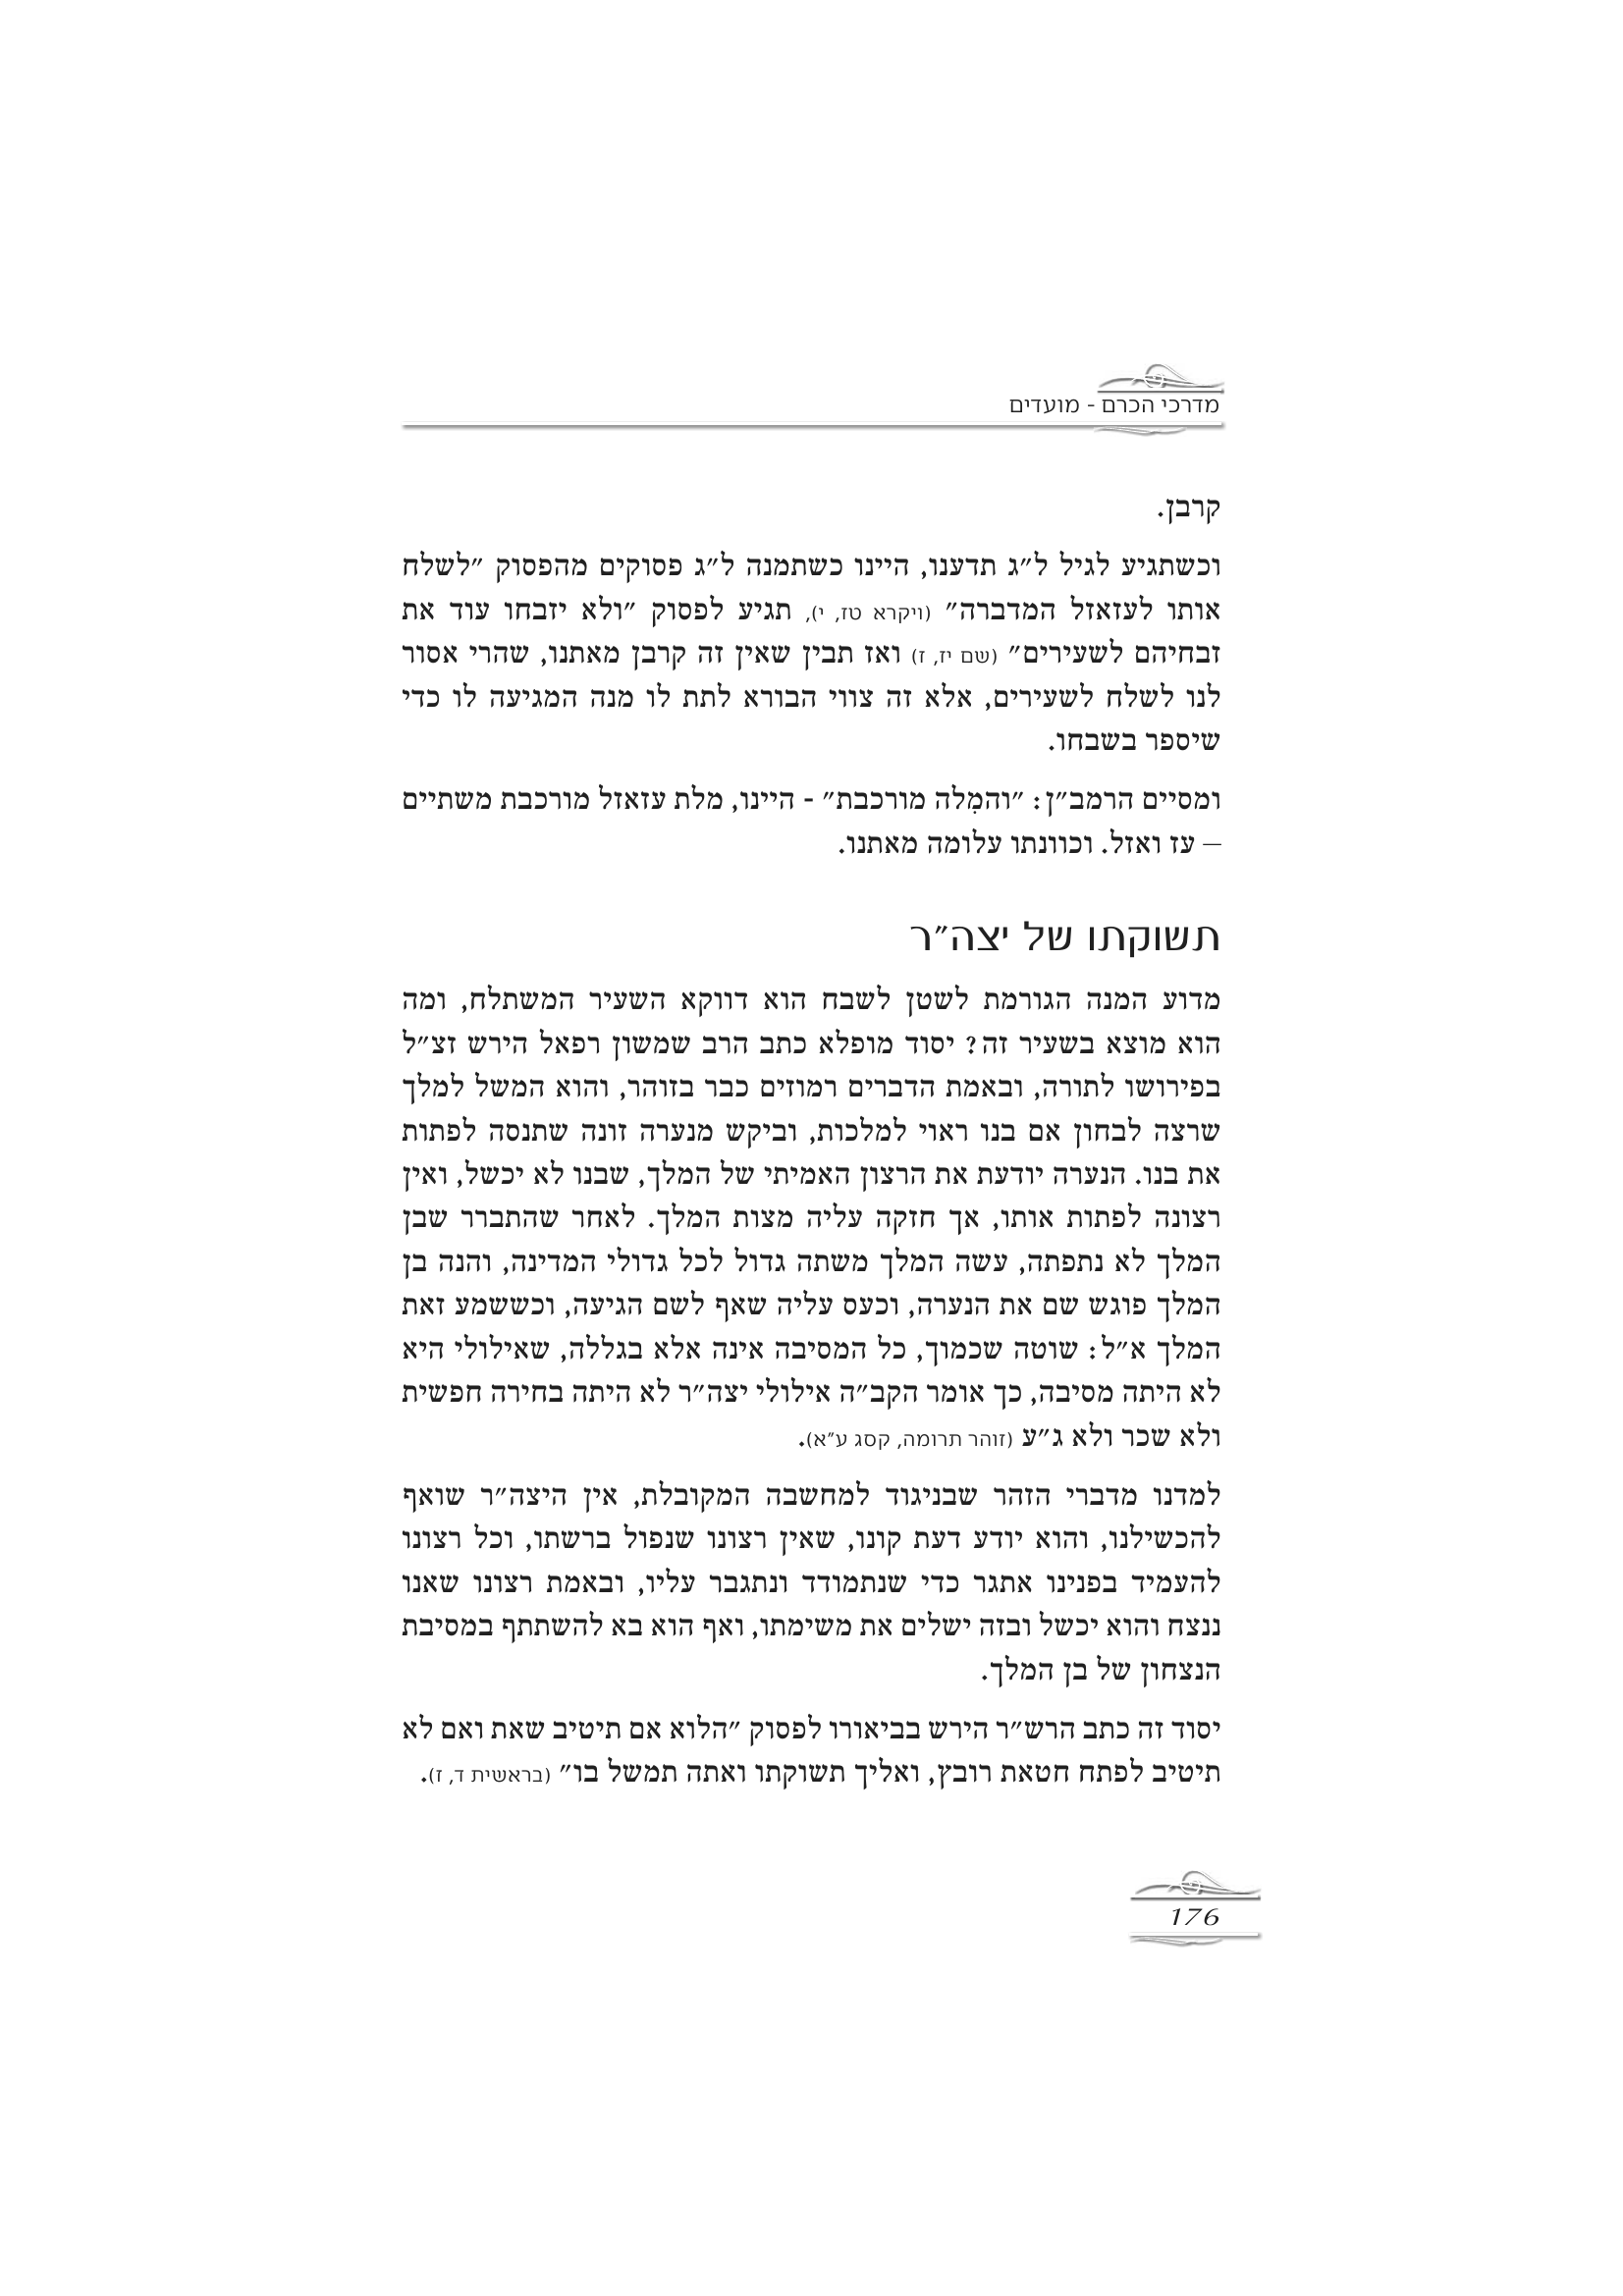 מדרכי הכרם - מועדים
קרבן.
וכשתגיע לגיל ל״ג תדענו, היינו כשתמנה ל״ג פסוקים מהפסוק ״לשלח
אותו לעזאזל המדברה״ (ויקרא טז, י), תגיע לפסוק ״ולא יזבחו עוד את
זבחיהם לשעירים״ (שם יז, ז) ואז תבין שאין זה קרבן מאתנו, שהרי אסור
לנו לשלח לשעירים, אלא זה צווי הבורא לתת לו מנה המגיעה לו כדי
שיספר בשבחו.
ומסיים הרמב״ן: ״והמִלה מורכבת״ - היינו, מלת עזאזל מורכבת משתיים
– עז ואזל. וכוונתו עלומה מאתנו.
תשוקתו של יצה״ר
מדוע המנה הגורמת לשטן לשבח הוא דווקא השעיר המשתלח, ומה
הוא מוצא בשעיר זה? יסוד מופלא כתב הרב שמשון רפאל הירש זצ״ל
בפירושו לתורה, ובאמת הדברים רמוזים כבר בזוהר, והוא המשל למלך
שרצה לבחון אם בנו ראוי למלכות, וביקש מנערה זונה שתנסה לפתות
את בנו. הנערה יודעת את הרצון האמיתי של המלך, שבנו לא יכשל, ואין
רצונה לפתות אותו, אך חזקה עליה מצות המלך. לאחר שהתברר שבן
המלך לא נתפתה, עשה המלך משתה גדול לכל גדולי המדינה, והנה בן
המלך פוגש שם את הנערה, וכעס עליה שאף לשם הגיעה, וכששמע זאת
המלך א״ל: שוטה שכמוך, כל המסיבה אינה אלא בגללה, שאילולי היא
לא היתה מסיבה, כך אומר הקב״ה אילולי יצה״ר לא היתה בחירה חפשית
ולא שכר ולא ג״ע (זוהר תרומה, קסג ע״א).
למדנו מדברי הזהר שבניגוד למחשבה המקובלת, אין היצה״ר שואף
להכשילנו, והוא יודע דעת קונו, שאין רצונו שנפול ברשתו, וכל רצונו
להעמיד בפנינו אתגר כדי שנתמודד ונתגבר עליו, ובאמת רצונו שאנו
ננצח והוא יכשל ובזה ישלים את משימתו, ואף הוא בא להשתתף במסיבת
הנצחון של בן המלך.
יסוד זה כתב הרש״ר הירש בביאורו לפסוק ״הלוא אם תיטיב שאת ואם לא
תיטיב לפתח חטאת רובץ, ואליך תשוקתו ואתה תמשל בו״ (בראשית ד, ז).
176